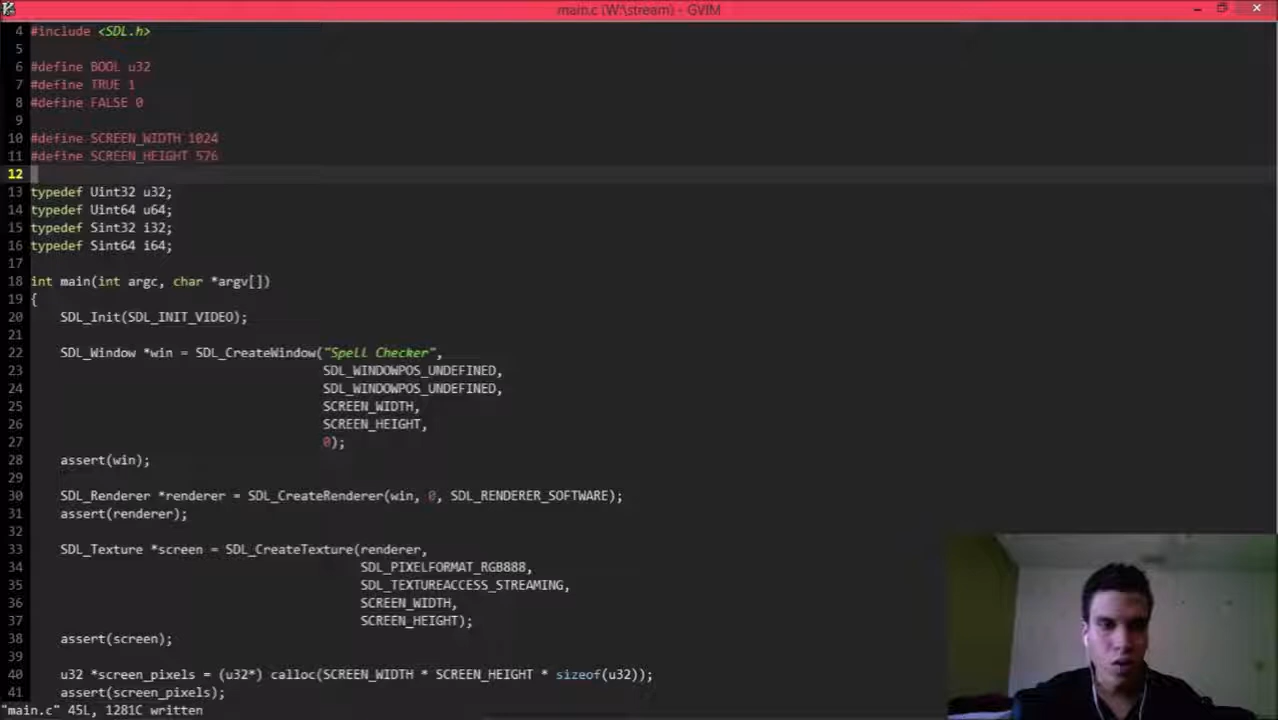 main.c (W:\stream) - GVIM
4 #include <SDL.h>
5
6 #define BOOL u32
7 #define TRUE 1
8 #define FALSE 0
9
10 #define SCREEN_WIDTH 1024
11 #define SCREEN_HEIGHT 576
12
13 typedef Uint32 u32;
14 typedef Uint64 u64;
15 typedef Sint32 i32;
16 typedef Sint64 i64;
17
18 int main(int argc, char *argv[])
19 {
20 SDL_Init(SDL_INIT_VIDEO);
21
22 SDL_Window *win = SDL_CreateWindow("Spell Checker",
23 SDL_WINDOWPOS_UNDEFINED,
24 SDL_WINDOWPOS_UNDEFINED,
25 SCREEN_WIDTH,
26 SCREEN_HEIGHT,
27 0);
28 assert(win);
29
30 SDL_Renderer *renderer = SDL_CreateRenderer(win, 0, SDL_RENDERER_SOFTWARE);
31 assert(renderer);
32
33 SDL_Texture *screen = SDL_CreateTexture(renderer,
34 SDL_PIXELFORMAT_RGB888,
35 SDL_TEXTUREACCESS_STREAMING,
36 SCREEN_WIDTH,
37 SCREEN_HEIGHT);
38 assert(screen);
39
40 u32 *screen_pixels = (u32*) calloc(SCREEN_WIDTH * SCREEN_HEIGHT * sizeof(u32));
41 assert(screen_pixels);
"main.c" 45L, 1281C written